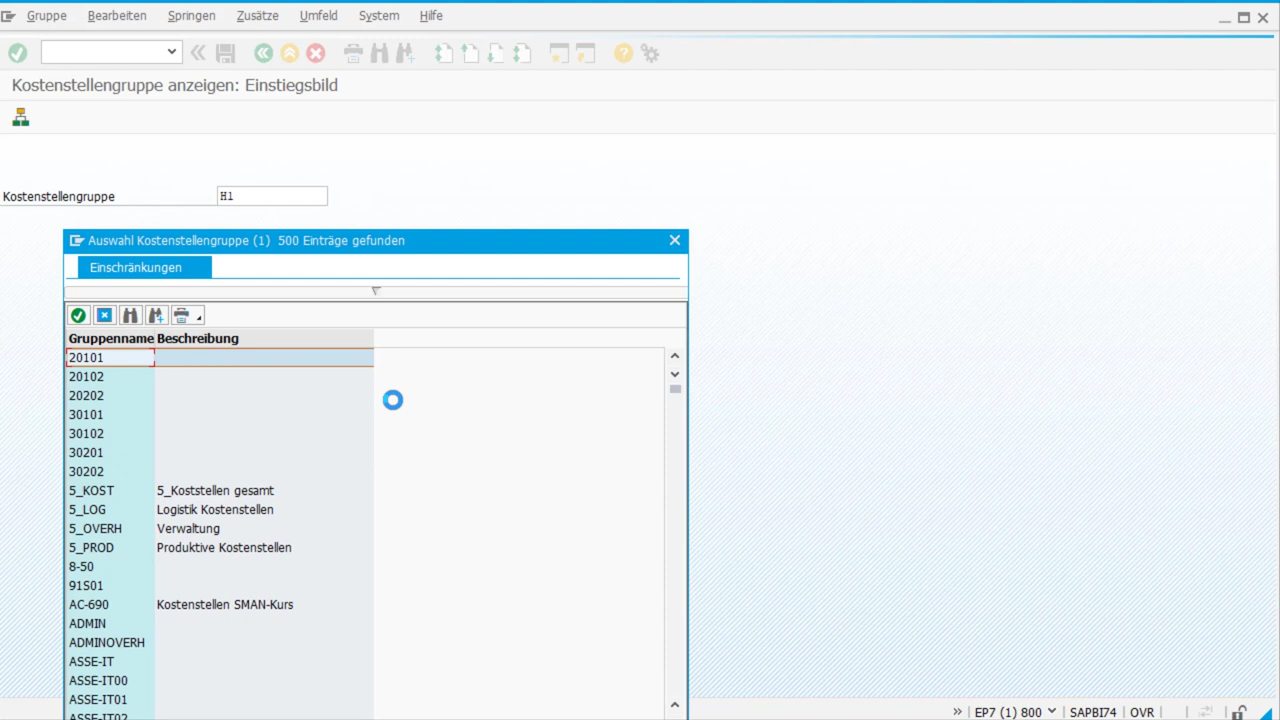 Gruppe Bearbeiten Springen Zusätze Umfeld System Hilfe
Kostenstellengruppe anzeigen: Einstiegsbild
Kostenstellengruppe H1
Auswahl Kostenstellengruppe (1) 500 Einträge gefunden
Einschränkungen
Gruppenname Beschreibung
20101
20102
20202
30101
30102
30201
30202
5_KOST 5_Koststellen gesamt
5_LOG Logistik Kostenstellen
5_OVERH Verwaltung
5_PROD Produktive Kostenstellen
8-50
91S01
AC-690 Kostenstellen SMAN-Kurs
ADMIN
ADMINOVERH
ASSE-IT
ASSE-IT00
ASSE-IT01
ASSE-IT02
» | EP7 (1) 800 | SAPBI74 | OVR